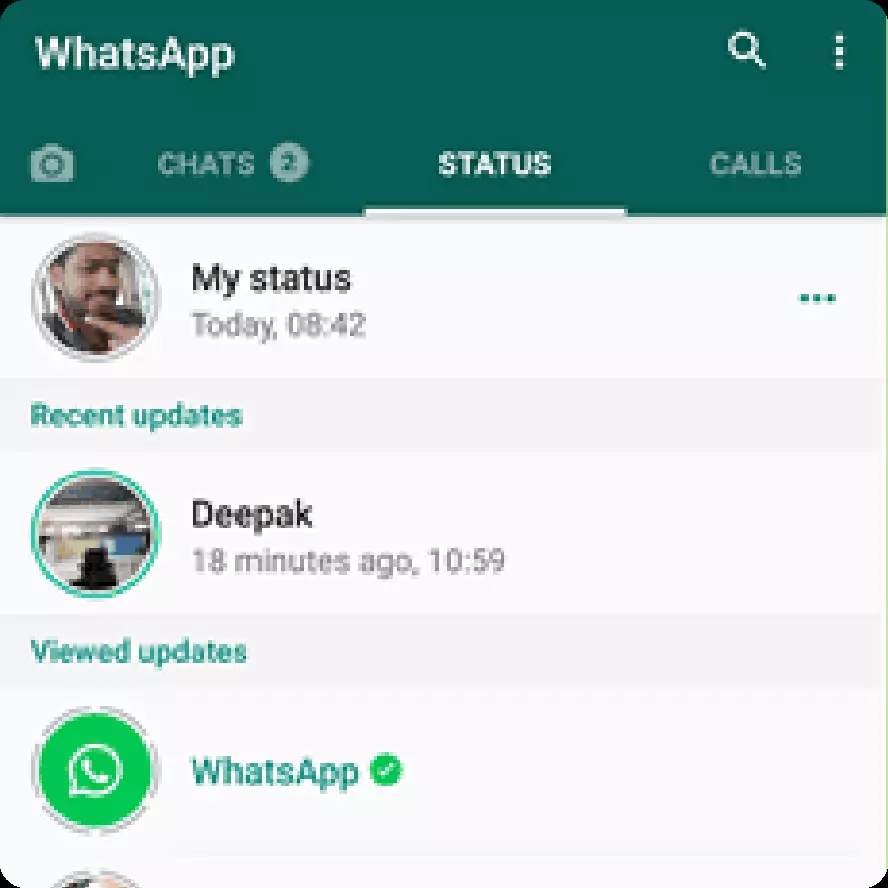 WhatsApp
CHATS 2
STATUS
CALLS
My status
Today, 08:42
Recent updates
Deepak
18 minutes ago, 10:59
Viewed updates
WhatsApp